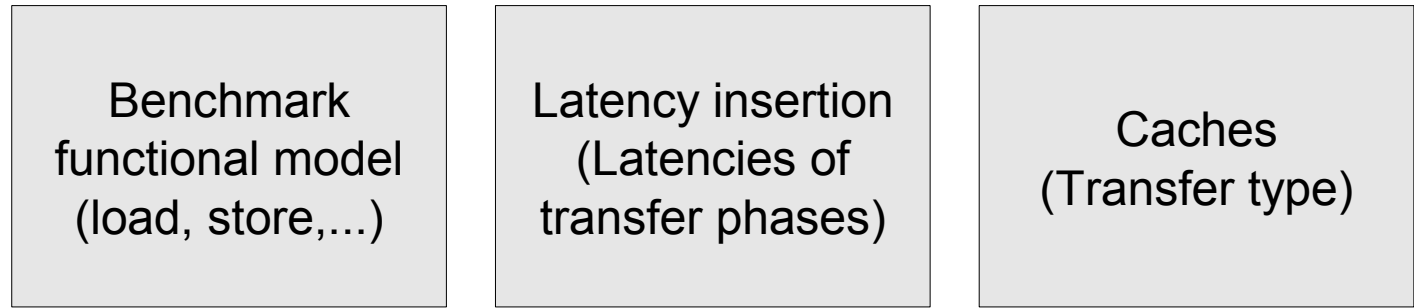 Benchmark
functional model
(load, store,...)
Latency insertion
(Latencies of
transfer phases)
Caches
(Transfer type)